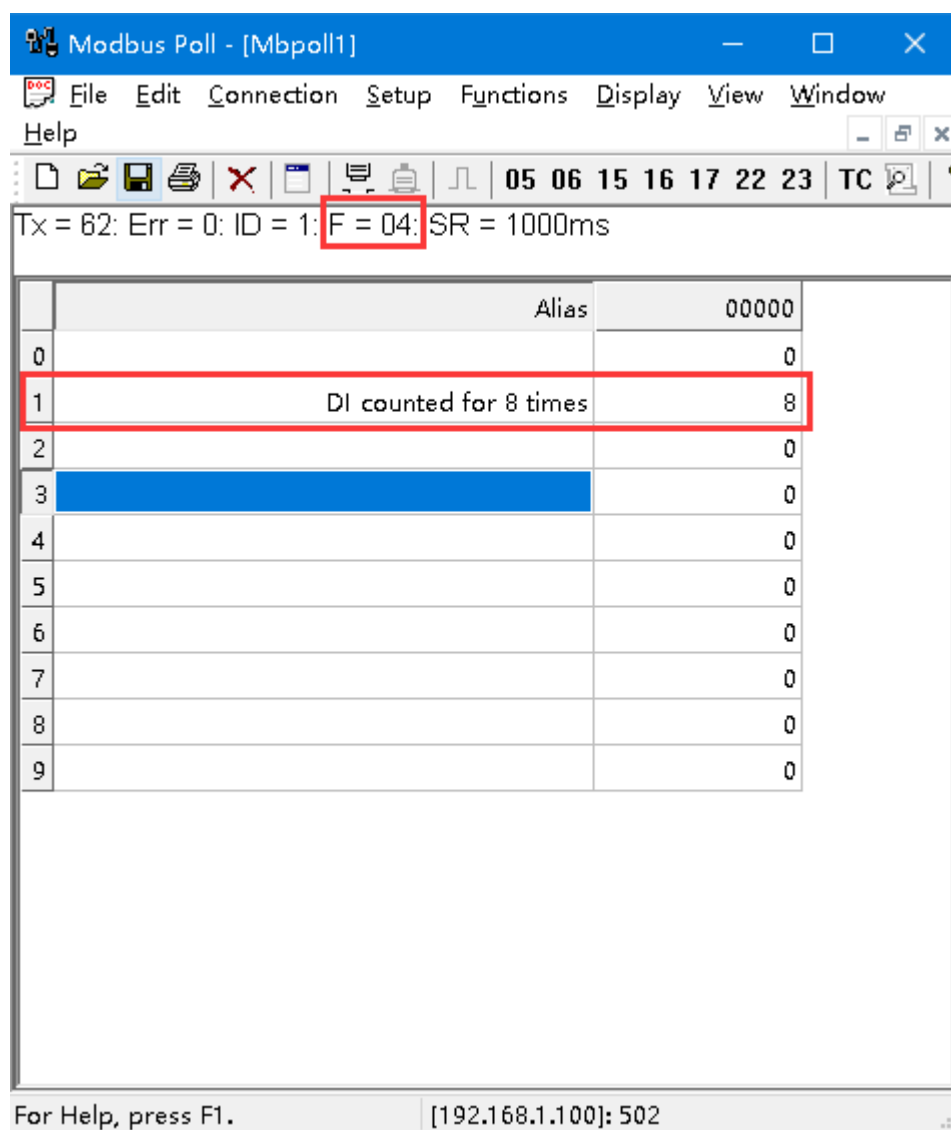 Modbus Poll - [Mbpoll1]
File Edit Connection Setup Functions Display View Window
Help
05 06 15 16 17 22 23 TC
Tx = 62: Err = 0: ID = 1: F = 04: SR = 1000ms
Alias 00000
0 0
1 DI counted for 8 times 8
2 0
3 0
4 0
5 0
6 0
7 0
8 0
9 0
For Help, press F1. [192.168.1.100]: 502